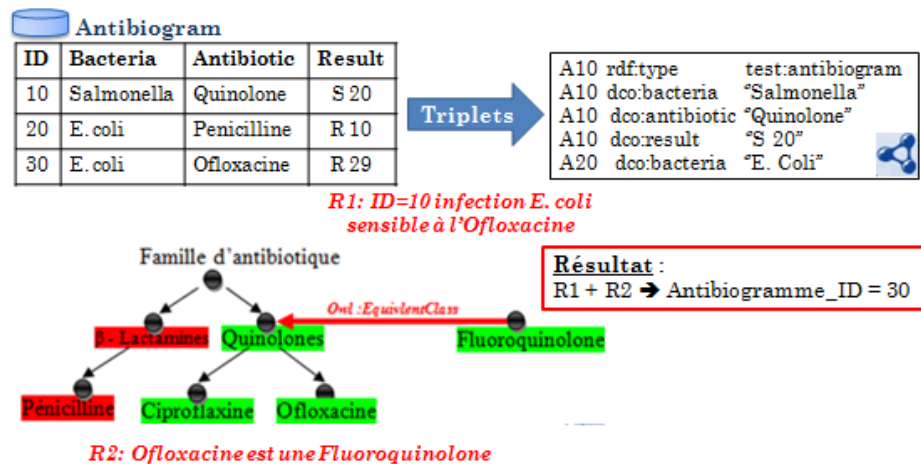 Antibiogram
ID Bacteria Antibiotic Result
10 Salmonella Quinolone S 20
20 E. coli Penicilline R 10
30 E. coli Ofloxacine R 29
Triplets
A10 rdf:type test:antibiogram
A10 dco:bacteria "Salmonella"
A10 dco:antibiotic "Quinolone"
A10 dco:result "S 20"
A20 dco:bacteria "E. Coli"
R1: ID=10 infection E. coli
sensible à l'Ofloxacine
Famille d'antibiotique
Résultat :
R1 + R2 ➔ Antibiogramme_ID = 30
Owl :EquivlentClass
β - Lactamines Quinolones Fluoroquinolone
Pénicilline Ciproflaxine Ofloxacine
R2: Ofloxacine est une Fluoroquinolone